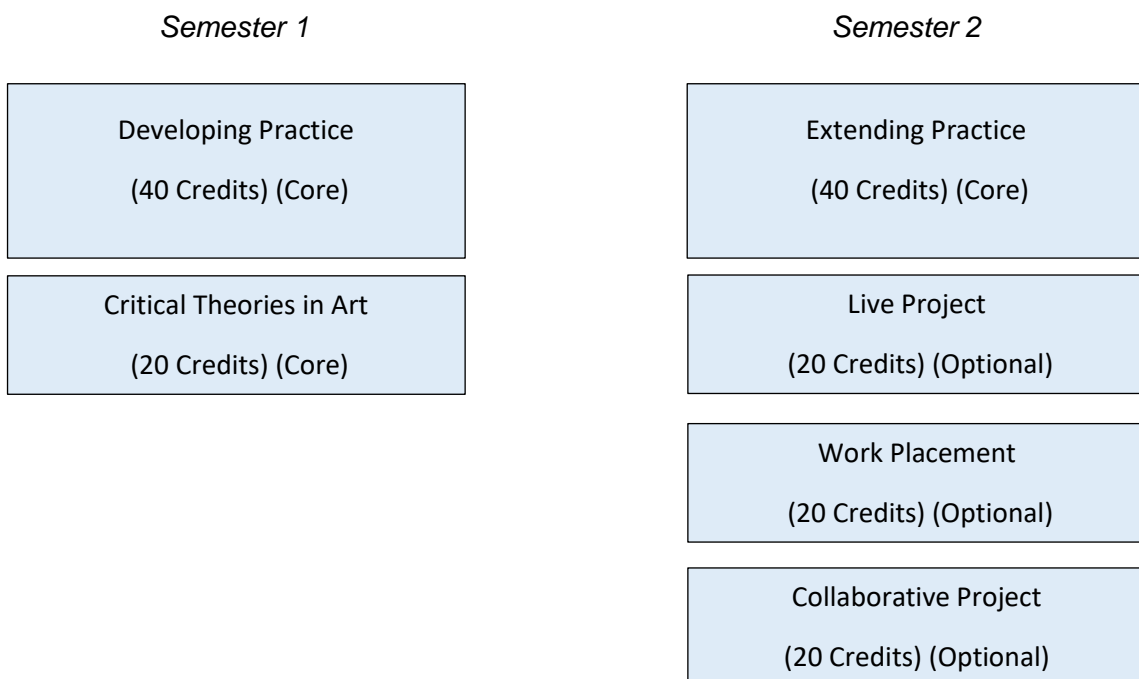 Semester 1
Semester 2
Developing Practice
(40 Credits) (Core)
Critical Theories in Art
(20 Credits) (Core)
Extending Practice
(40 Credits) (Core)
Live Project
(20 Credits) (Optional)
Work Placement
(20 Credits) (Optional)
Collaborative Project
(20 Credits) (Optional)